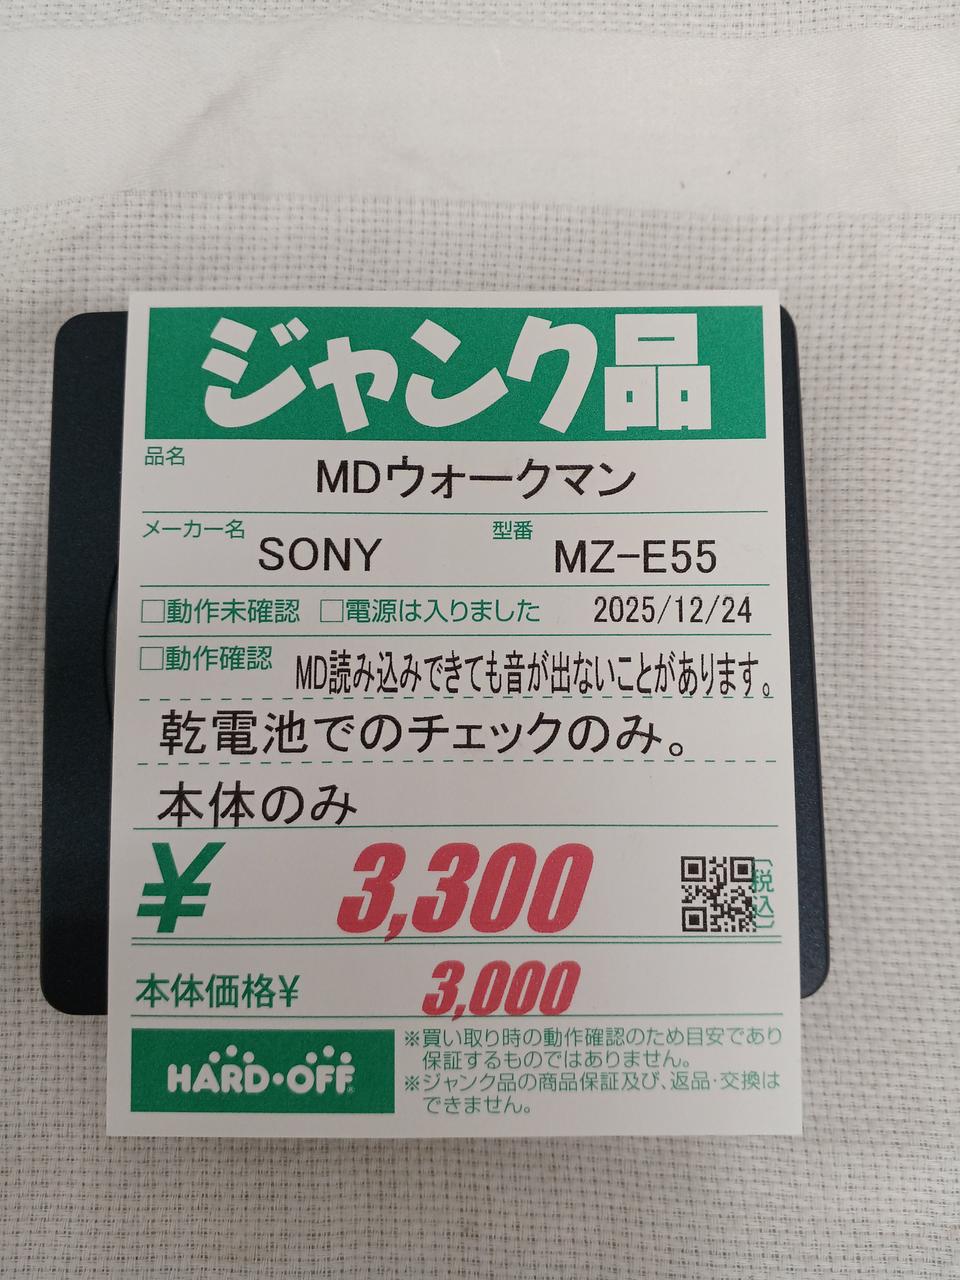 ジャンク品
品名
MDウォークマン
メーカー名 SONY 型番 MZ-E55
□動作未確認 □電源は入りました 2025/12/24
□動作確認 MD読み込みできても音が出ないことがあります。
乾電池でのチェックのみ。
本体のみ
¥ 3,300 〔税込〕
本体価格¥ 3,000
HARD・OFF®
※買い取り時の動作確認のため目安であり
保証するものではありません。
※ジャンク品の商品保証及び、返品・交換は
できません。